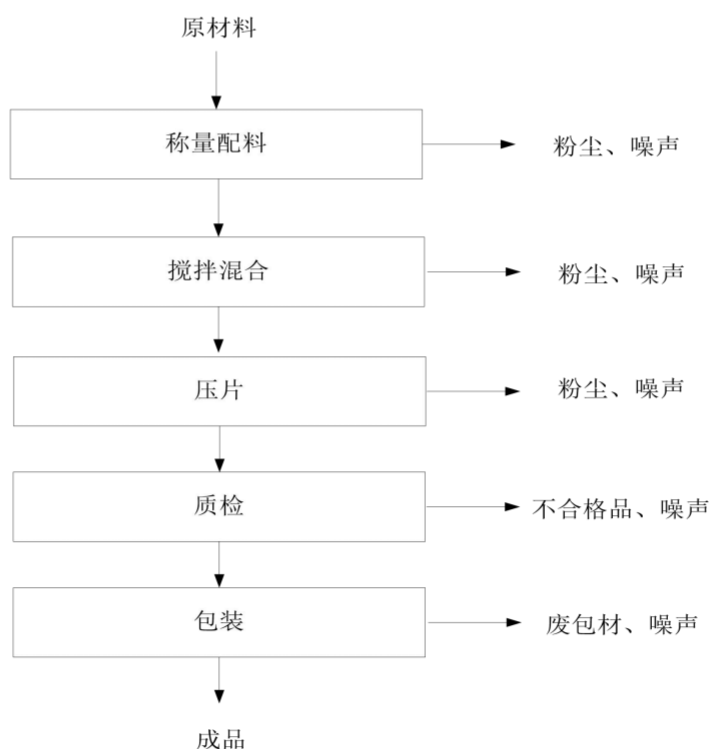 原材料
称量配料
粉尘、噪声
搅拌混合
粉尘、噪声
压片
粉尘、噪声
质检
不合格品、噪声
包装
废包材、噪声
成品